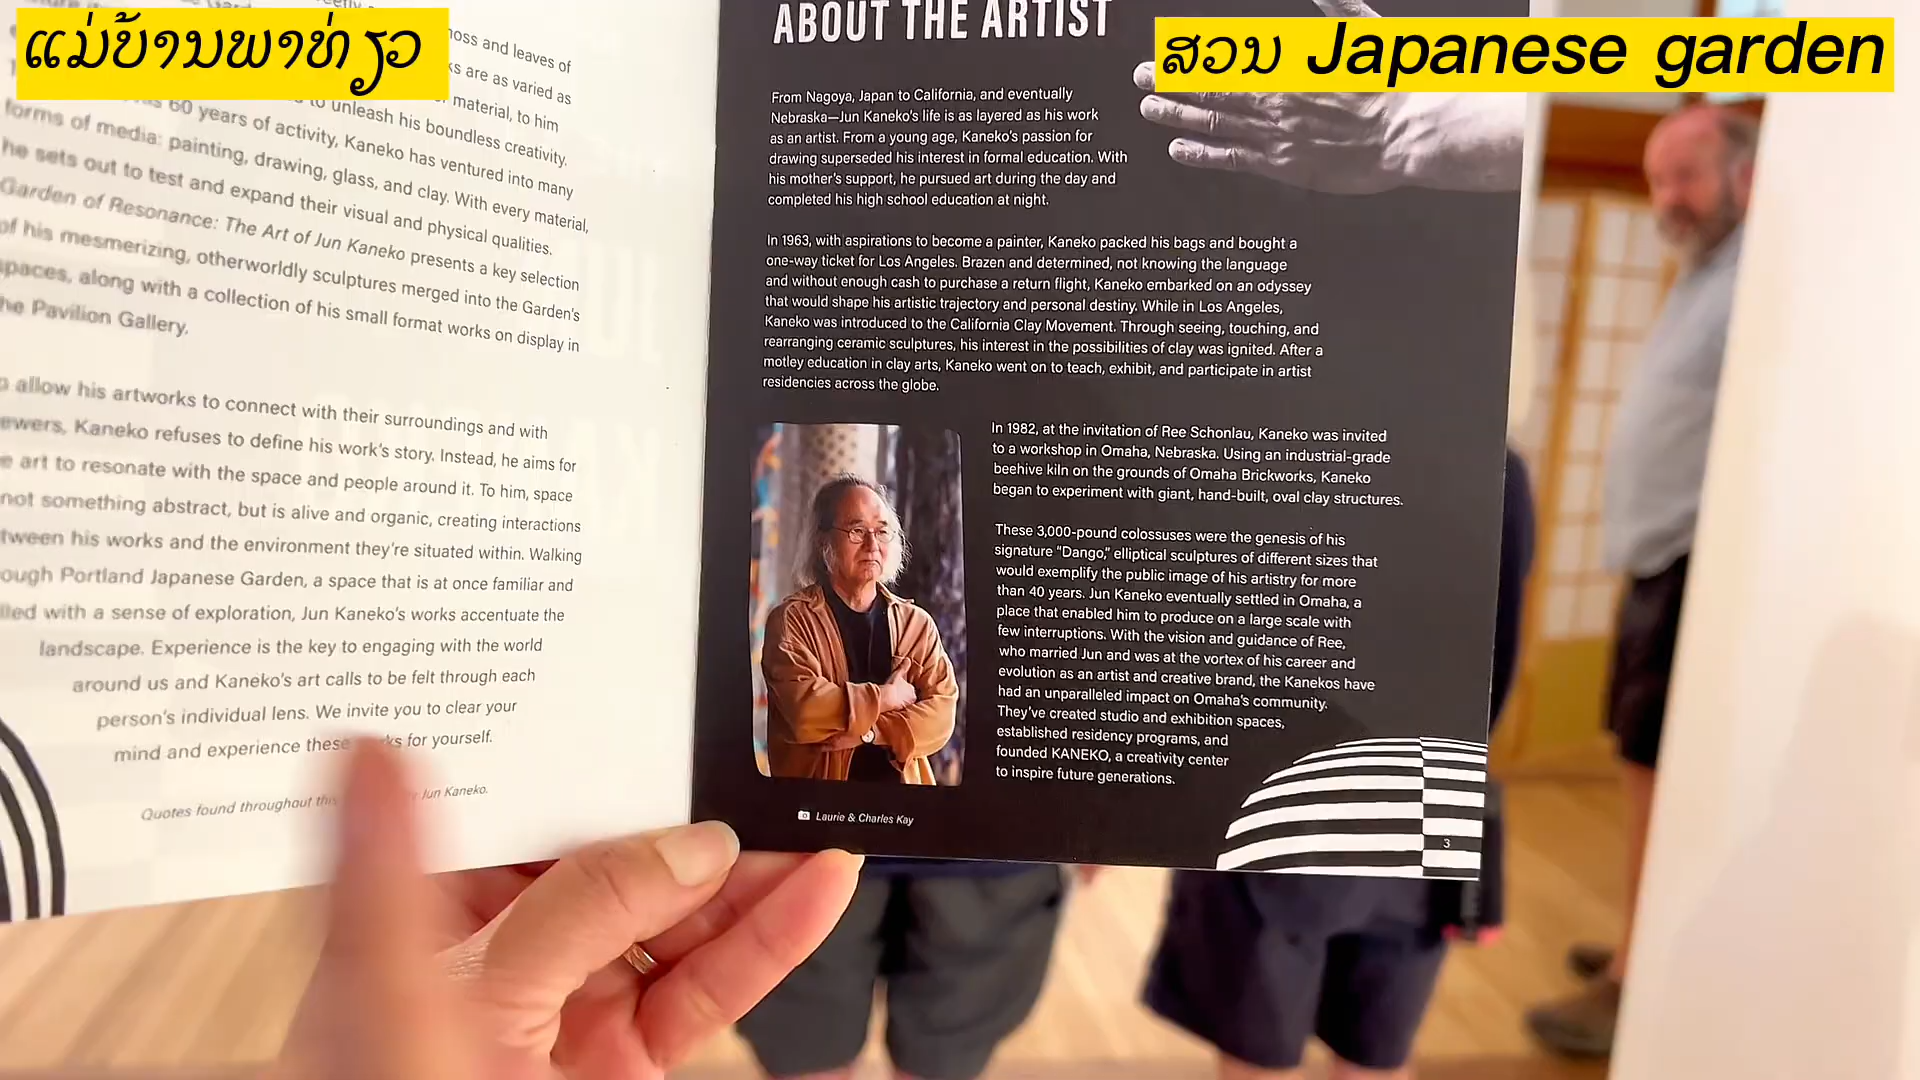 ແມ່ບ້ານພາທ່ຽວ
ສວນ Japanese garden
moss and leaves of
ks are as varied as
material, to him
to unleash his boundless creativity.
60 years of activity, Kaneko has ventured into many
forms of media: painting, drawing, glass, and clay. With every material,
he sets out to test and expand their visual and physical qualities.
Garden of Resonance: The Art of Jun Kaneko presents a key selection
of his mesmerizing, otherworldly sculptures merged into the Garden's
spaces, along with a collection of his small format works on display in
he Pavilion Gallery.
allow his artworks to connect with their surroundings and with
ewers, Kaneko refuses to define his work's story. Instead, he aims for
e art to resonate with the space and people around it. To him, space
not something abstract, but is alive and organic, creating interactions
tween his works and the environment they're situated within. Walking
ough Portland Japanese Garden, a space that is at once familiar and
lled with a sense of exploration, Jun Kaneko's works accentuate the
landscape. Experience is the key to engaging with the world
around us and Kaneko's art calls to be felt through each
person's individual lens. We invite you to clear your
mind and experience these for yourself.
Quotes found throughout this Jun Kaneko.
ABOUT THE ARTIST
From Nagoya, Japan to California, and eventually
Nebraska—Jun Kaneko's life is as layered as his work
as an artist. From a young age, Kaneko's passion for
drawing superseded his interest in formal education. With
his mother's support, he pursued art during the day and
completed his high school education at night.
In 1963, with aspirations to become a painter, Kaneko packed his bags and bought a
one-way ticket for Los Angeles. Brazen and determined, not knowing the language
and without enough cash to purchase a return flight, Kaneko embarked on an odyssey
that would shape his artistic trajectory and personal destiny. While in Los Angeles,
Kaneko was introduced to the California Clay Movement. Through seeing, touching, and
rearranging ceramic sculptures, his interest in the possibilities of clay was ignited. After a
motley education in clay arts, Kaneko went on to teach, exhibit, and participate in artist
residencies across the globe.
In 1982, at the invitation of Ree Schonlau, Kaneko was invited
to a workshop in Omaha, Nebraska. Using an industrial-grade
beehive kiln on the grounds of Omaha Brickworks, Kaneko
began to experiment with giant, hand-built, oval clay structures.
These 3,000-pound colossuses were the genesis of his
signature "Dango," elliptical sculptures of different sizes that
would exemplify the public image of his artistry for more
than 40 years. Jun Kaneko eventually settled in Omaha, a
place that enabled him to produce on a large scale with
few interruptions. With the vision and guidance of Ree,
who married Jun and was at the vortex of his career and
evolution as an artist and creative brand, the Kanekos have
had an unparalleled impact on Omaha's community.
They've created studio and exhibition spaces,
established residency programs, and
founded KANEKO, a creativity center
to inspire future generations.
Laurie & Charles Kay
3